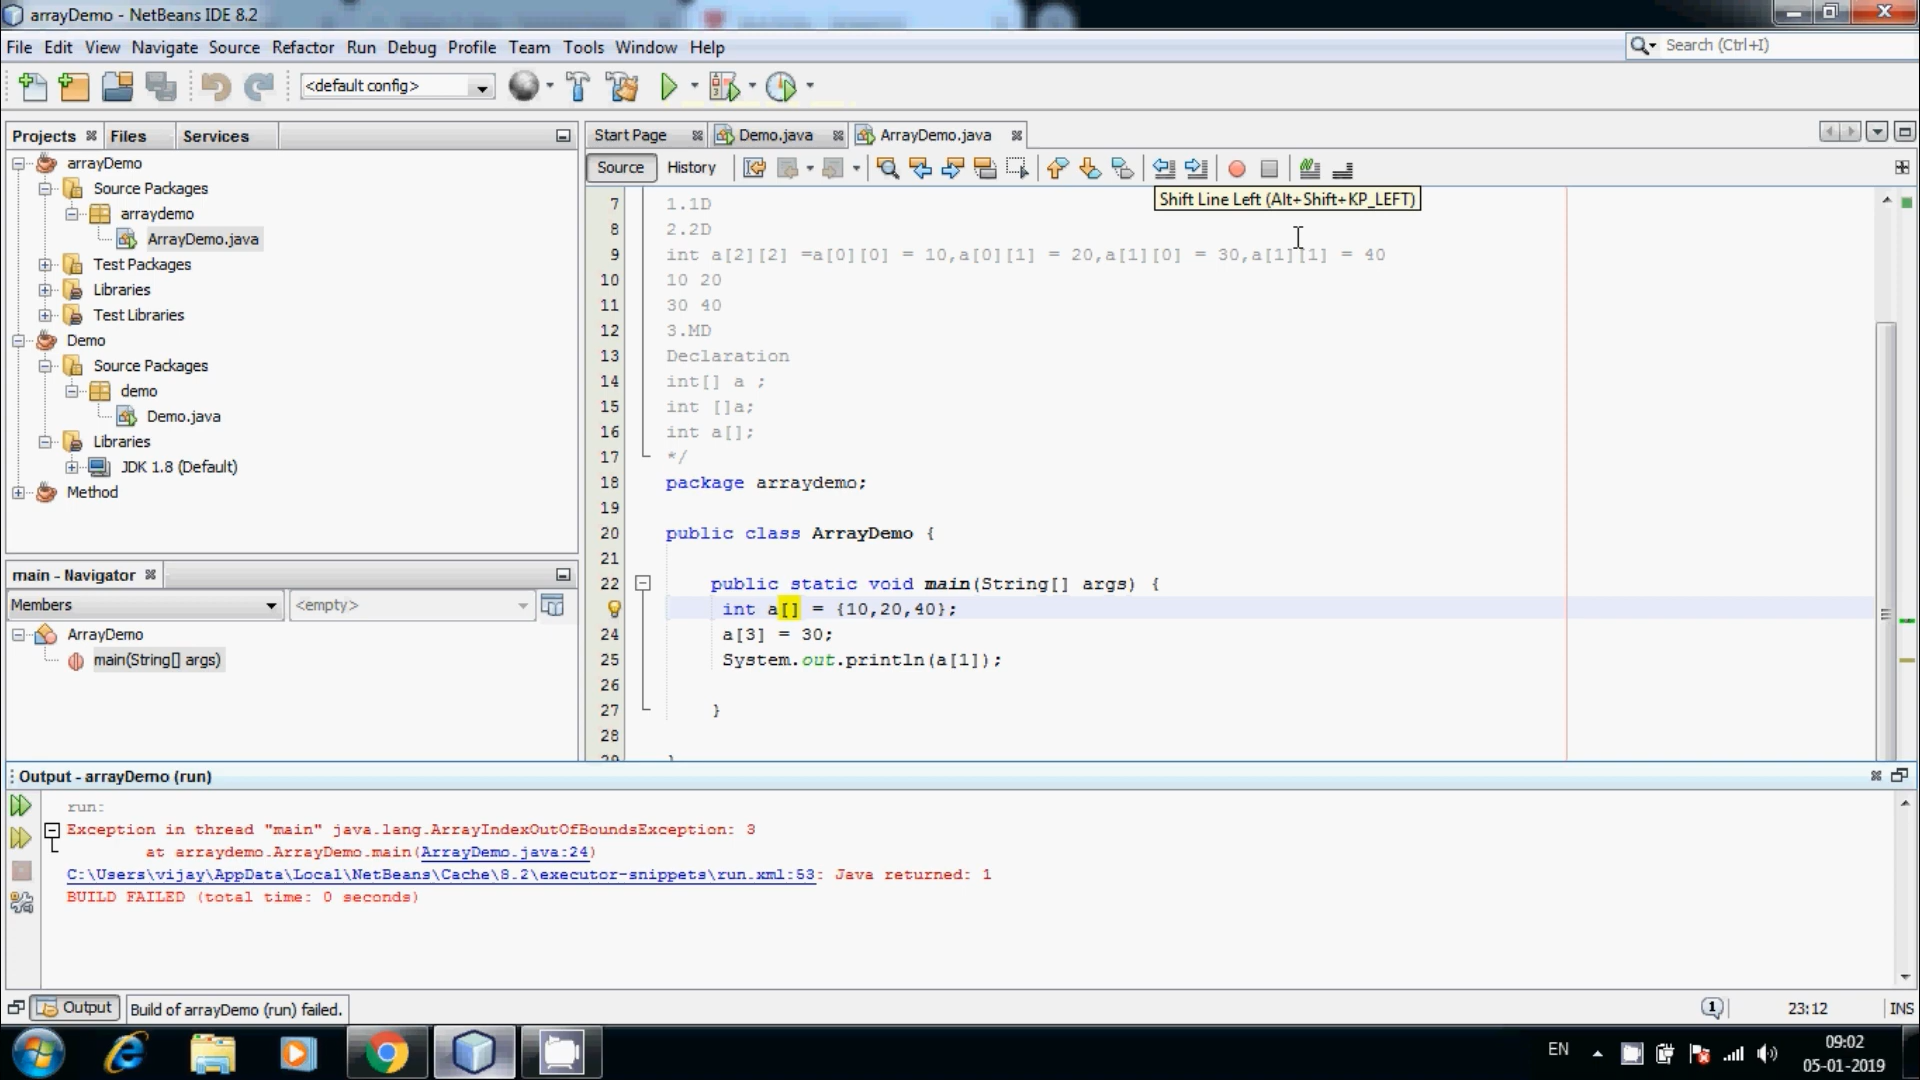 arrayDemo - NetBeans IDE 8.2
File Edit View Navigate Source Refactor Run Debug Profile Team Tools Window Help
Search (Ctrl+I)
<default config>
Projects Files Services
Start Page Demo.java ArrayDemo.java
Source History
Shift Line Left (Alt+Shift+KP_LEFT)
arrayDemo
Source Packages
arraydemo
ArrayDemo.java
Test Packages
Libraries
Test Libraries
Demo
Source Packages
demo
Demo.java
Libraries
JDK 1.8 (Default)
Method
main - Navigator
Members <empty>
ArrayDemo
main(String[] args)
7 1.1D
8 2.2D
9 int a[2][2] =a[0][0] = 10,a[0][1] = 20,a[1][0] = 30,a[1][1] = 40
10 10 20
11 30 40
12 3.MD
13 Declaration
14 int[] a ;
15 int []a;
16 int a[];
17 */
18 package arraydemo;
19
20 public class ArrayDemo {
21
22 public static void main(String[] args) {
int a[] = {10,20,40};
24 a[3] = 30;
25 System.out.println(a[1]);
26
27 }
28
29 }
Output - arrayDemo (run)
run:
Exception in thread "main" java.lang.ArrayIndexOutOfBoundsException: 3
at arraydemo.ArrayDemo.main(ArrayDemo.java:24)
C:\Users\vijay\AppData\Local\NetBeans\Cache\8.2\executor-snippets\run.xml:53: Java returned: 1
BUILD FAILED (total time: 0 seconds)
Output Build of arrayDemo (run) failed.
1 23:12 INS
EN
09:02
05-01-2019